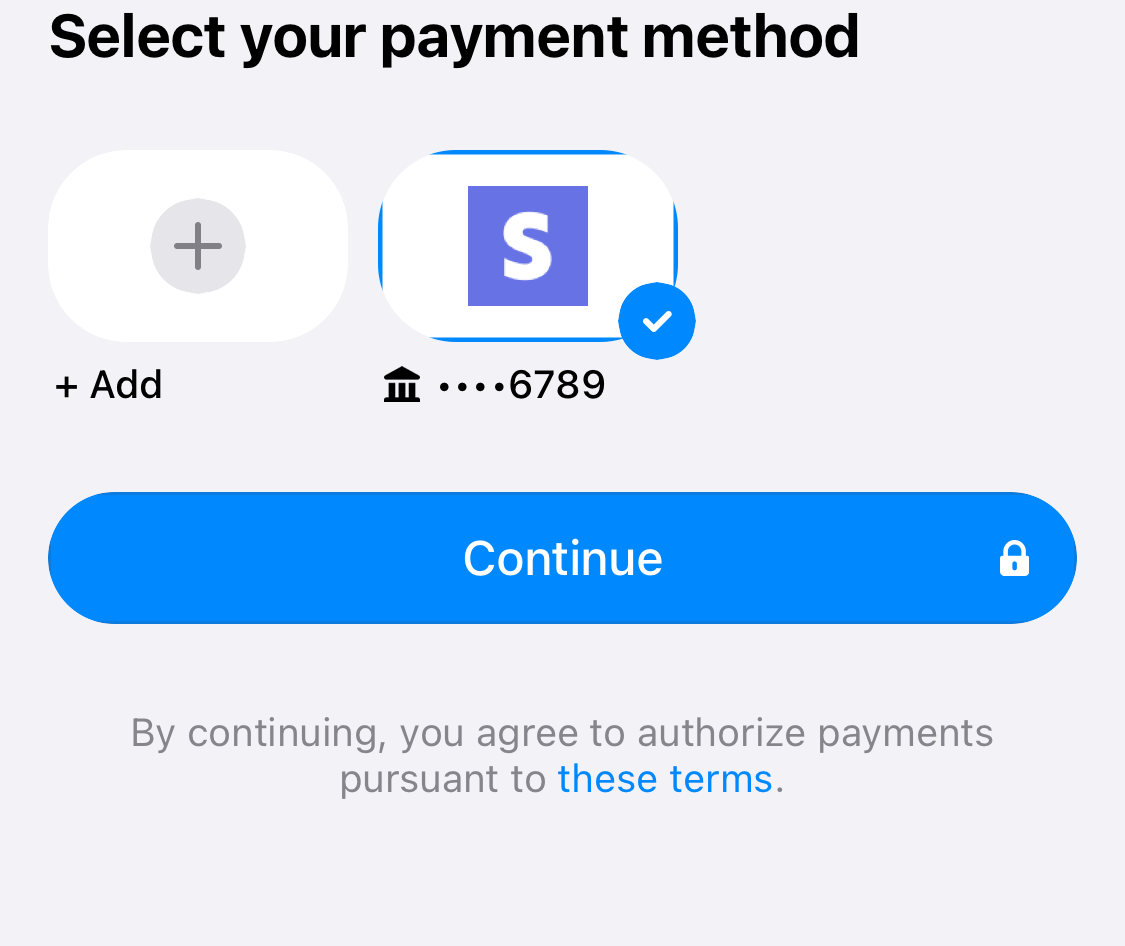 Select your payment method
S
+ Add
••••6789
Continue
By continuing, you agree to authorize payments
pursuant to these terms.